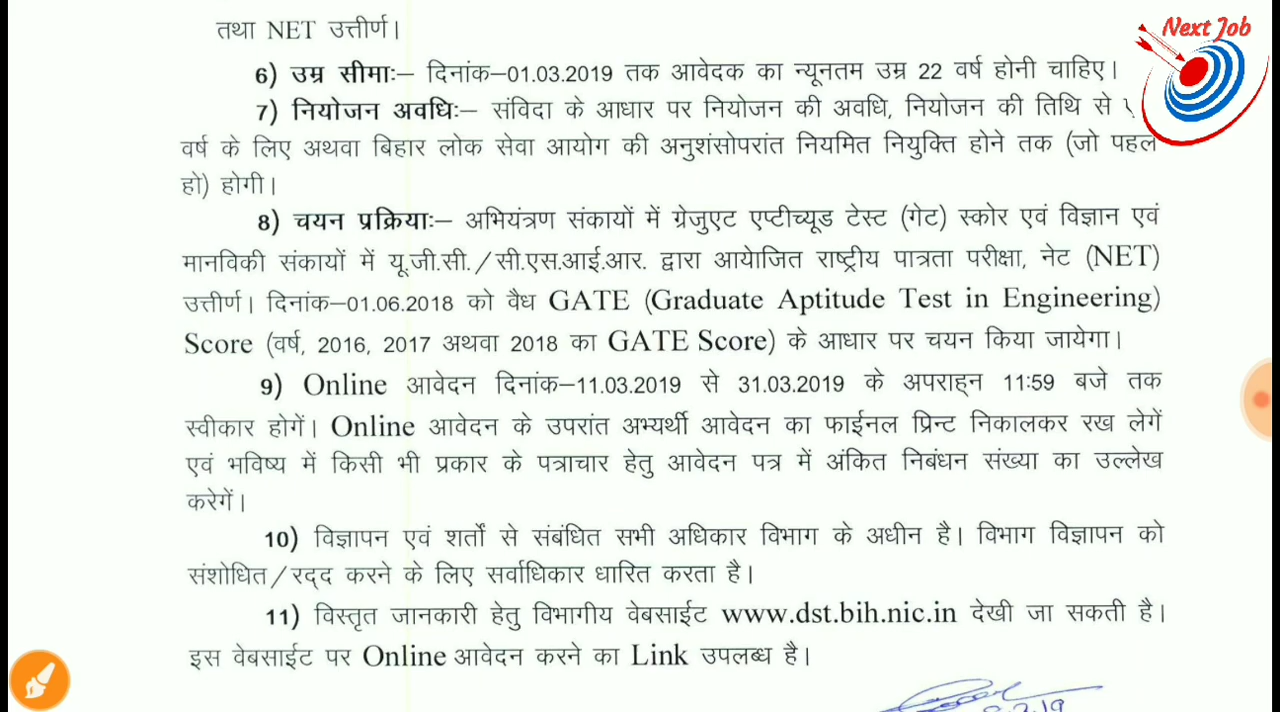 तथा NET उत्तीर्ण।
Next Job
6) उम्र सीमाः– दिनांक–01.03.2019 तक आवेदक का न्यूनतम उम्र 22 वर्ष होनी चाहिए।
7) नियोजन अवधिः– संविदा के आधार पर नियोजन की अवधि, नियोजन की तिथि से
वर्ष के लिए अथवा बिहार लोक सेवा आयोग की अनुशंसोपरांत नियमित नियुक्ति होने तक (जो पहल
हो) होगी।
8) चयन प्रक्रियाः– अभियंत्रण संकायों में ग्रेजुएट एप्टीच्यूड टेस्ट (गेट) स्कोर एवं विज्ञान एवं
मानविकी संकायों में यू.जी.सी./सी.एस.आई.आर. द्वारा आयोजित राष्ट्रीय पात्रता परीक्षा, नेट (NET)
उत्तीर्ण। दिनांक–01.06.2018 को वैध GATE (Graduate Aptitude Test in Engineering)
Score (वर्ष, 2016, 2017 अथवा 2018 का GATE Score) के आधार पर चयन किया जायेगा।
9) Online आवेदन दिनांक–11.03.2019 से 31.03.2019 के अपराह्न 11:59 बजे तक
स्वीकार होगें। Online आवेदन के उपरांत अभ्यर्थी आवेदन का फाईनल प्रिन्ट निकालकर रख लेगें
एवं भविष्य में किसी भी प्रकार के पत्राचार हेतु आवेदन पत्र में अंकित निबंधन संख्या का उल्लेख
करेगें।
10) विज्ञापन एवं शर्तों से संबंधित सभी अधिकार विभाग के अधीन है। विभाग विज्ञापन को
संशोधित/रद्द करने के लिए सर्वाधिकार धारित करता है।
11) विस्तृत जानकारी हेतु विभागीय वेबसाईट www.dst.bih.nic.in देखी जा सकती है।
इस वेबसाईट पर Online आवेदन करने का Link उपलब्ध है।